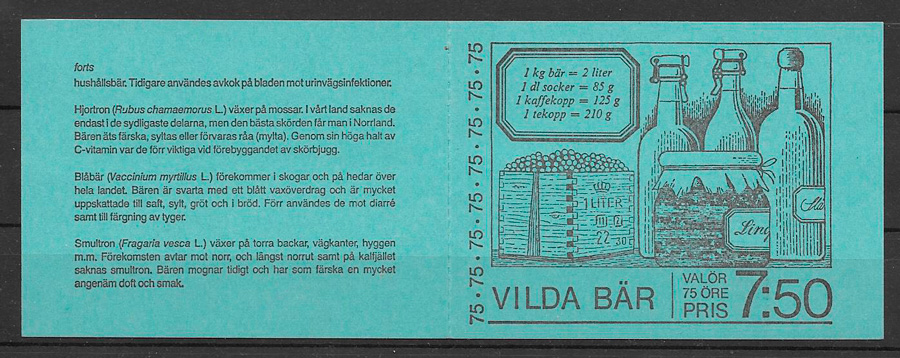 forts
hushållsbär. Tidigare användes avkok på bladen mot urinvägsinfektioner.
Hjortron (Rubus chamaemorus L.) växer på mossar. I vårt land saknas de
endast i de sydligaste delarna, men den bästa skörden får man i Norrland.
Bären äts färska, syltas eller förvaras råa (mylta). Genom sin höga halt av
C-vitamin var de förr viktiga vid förebyggandet av skörbjugg.
Blåbär (Vaccinium myrtillus L.) förekommer i skogar och på hedar över
hela landet. Bären är svarta med ett blått vaxöverdrag och är mycket
uppskattade till saft, sylt, gröt och i bröd. Förr användes de mot diarré
samt till färgning av tyger.
Smultron (Fragaria vesca L.) växer på torra backar, vägkanter, hyggen
m.m. Förekomsten avtar mot norr, och längst norrut samt på kalfjället
saknas smultron. Bären mognar tidigt och har som färska en mycket
angenäm doft och smak.
75·75·75·75·75·75·75·75
1 kg bär = 2 liter
1 dl socker = 85 g
1 kaffekopp = 125 g
1 tekopp = 210 g
1 LITER
22
Ling
VILDA BÄR
VALÖR
75 ÖRE
PRIS 7:50